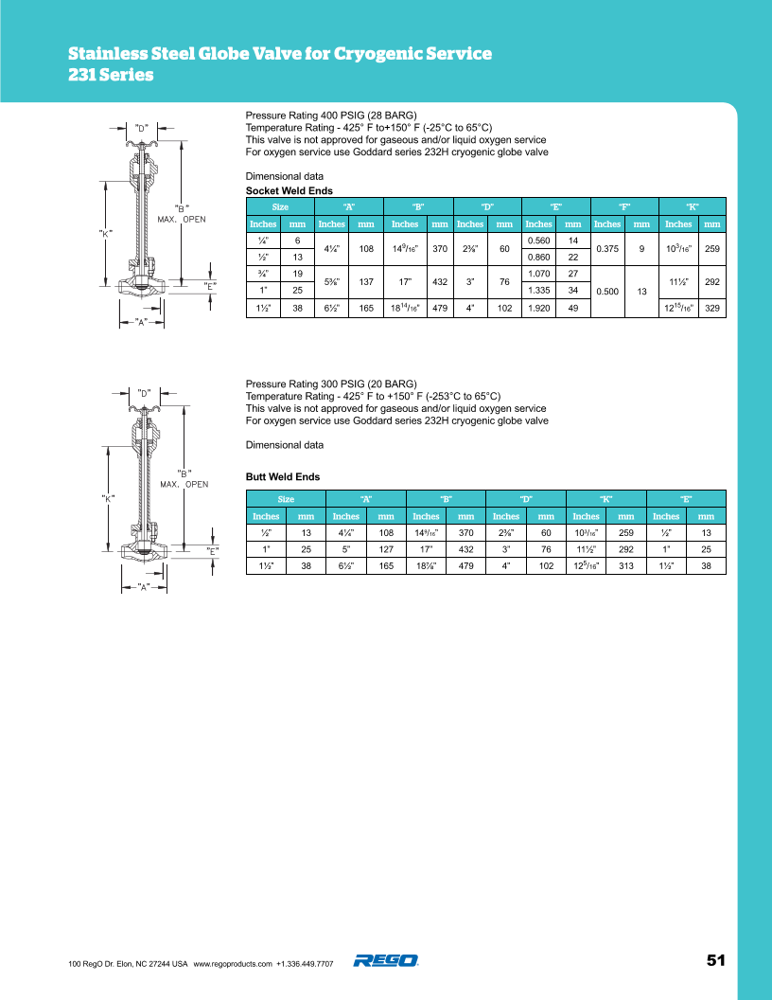 Stainless Steel Globe Valve for Cryogenic Service
231 Series
Pressure Rating 400 PSIG (28 BARG)
Temperature Rating - 425° F to+150° F (-25°C to 65°C)
This valve is not approved for gaseous and/or liquid oxygen service
For oxygen service use Goddard series 232H cryogenic globe valve
Dimensional data
Socket Weld Ends
"D"
"B"
MAX. OPEN
"K"
"E"
"A"
Size "A" "B" "D" "E" "F" "K"
Inches mm Inches mm Inches mm Inches mm Inches mm Inches mm Inches mm
¼" 6 4¼" 108 14⁹/₁₆" 370 2⅜" 60 0.560 14 0.375 9 10³/₁₆" 259
½" 13 0.860 22
¾" 19 5⅜" 137 17" 432 3" 76 1.070 27 0.500 13 11½" 292
1" 25 1.335 34
1½" 38 6½" 165 18¹⁴/₁₆" 479 4" 102 1.920 49 12¹⁵/₁₆" 329
Pressure Rating 300 PSIG (20 BARG)
Temperature Rating - 425° F to +150° F (-253°C to 65°C)
This valve is not approved for gaseous and/or liquid oxygen service
For oxygen service use Goddard series 232H cryogenic globe valve
Dimensional data
Butt Weld Ends
"D"
"B"
MAX. OPEN
"K"
"E"
"A"
Size "A" "B" "D" "K" "E"
Inches mm Inches mm Inches mm Inches mm Inches mm Inches mm
½" 13 4¼" 108 14⁹/₁₆" 370 2⅜" 60 10³/₁₆" 259 ½" 13
1" 25 5" 127 17" 432 3" 76 11½" 292 1" 25
1½" 38 6½" 165 18⅞" 479 4" 102 12⁵/₁₆" 313 1½" 38
100 RegO Dr. Elon, NC 27244 USA www.regoproducts.com +1.336.449.7707
REGO
51